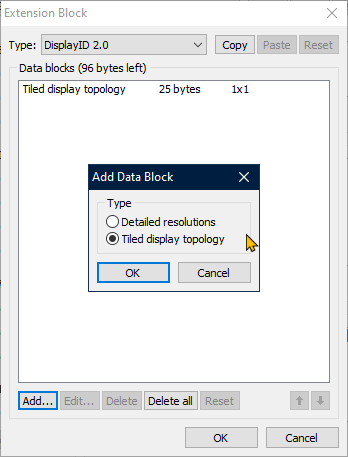 Extension Block
Type: DisplayID 2.0 Copy Paste Reset
Data blocks (96 bytes left)
Tiled display topology 25 bytes 1x1
Add Data Block
Type
Detailed resolutions
Tiled display topology
OK Cancel
Add... Edit... Delete Delete all Reset
OK Cancel